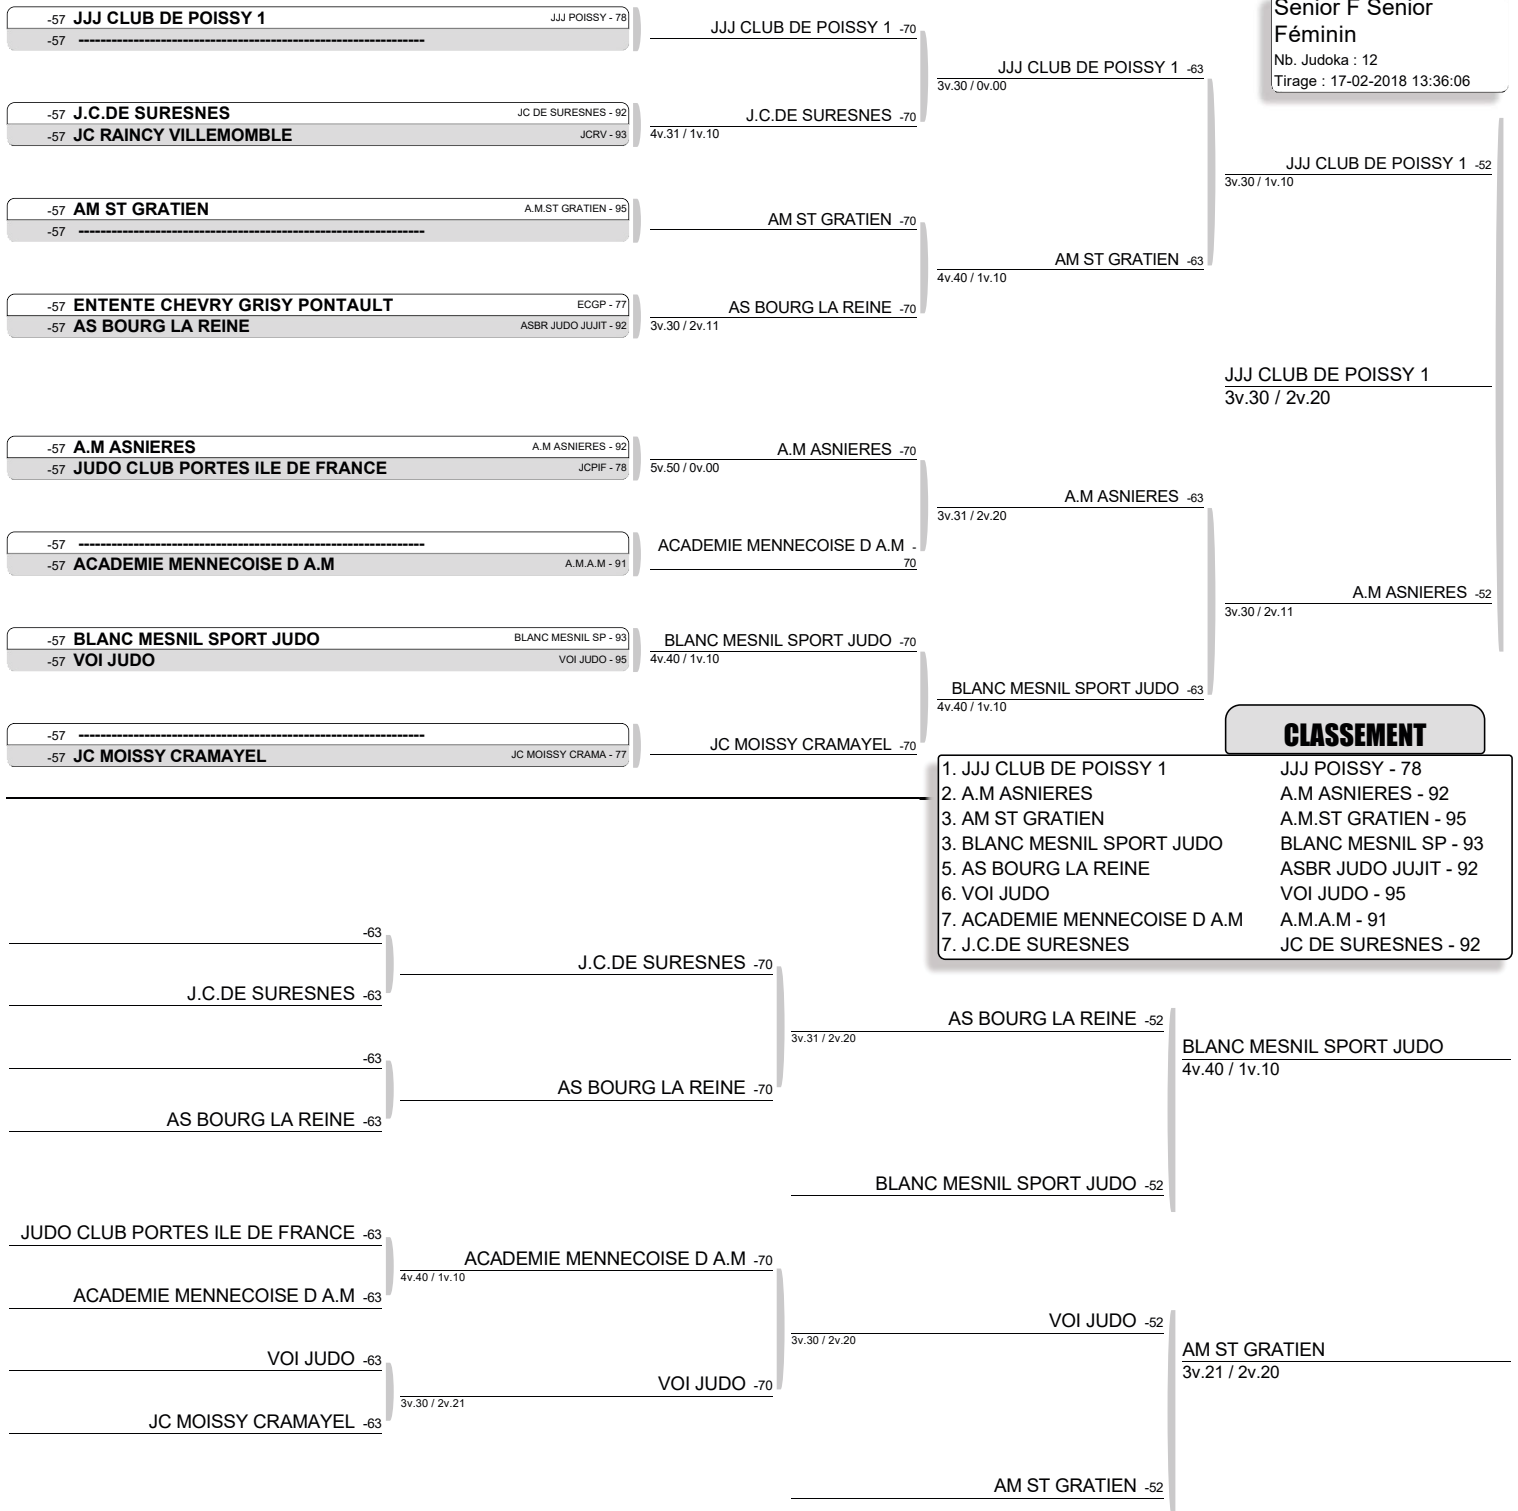 Senior F Senior
Féminin
Nb. Judoka : 12
Tirage : 17-02-2018 13:36:06
-57 JJJ CLUB DE POISSY 1 JJJ POISSY - 78
-57 ----------------------------------------------------------------
JJJ CLUB DE POISSY 1 -70
JJJ CLUB DE POISSY 1 -63
3v.30 / 0v.00
-57 J.C.DE SURESNES JC DE SURESNES - 92
-57 JC RAINCY VILLEMOMBLE JCRV - 93
J.C.DE SURESNES -70
4v.31 / 1v.10
JJJ CLUB DE POISSY 1 -52
3v.30 / 1v.10
-57 AM ST GRATIEN A.M.ST GRATIEN - 95
-57 ----------------------------------------------------------------
AM ST GRATIEN -70
AM ST GRATIEN -63
4v.40 / 1v.10
-57 ENTENTE CHEVRY GRISY PONTAULT ECGP - 77
-57 AS BOURG LA REINE ASBR JUDO JUJIT - 92
AS BOURG LA REINE -70
3v.30 / 2v.11
JJJ CLUB DE POISSY 1
3v.30 / 2v.20
-57 A.M ASNIERES A.M ASNIERES - 92
-57 JUDO CLUB PORTES ILE DE FRANCE JCPIF - 78
A.M ASNIERES -70
5v.50 / 0v.00
A.M ASNIERES -63
3v.31 / 2v.20
-57 ----------------------------------------------------------------
-57 ACADEMIE MENNECOISE D A.M A.M.A.M - 91
ACADEMIE MENNECOISE D A.M -
70
A.M ASNIERES -52
3v.30 / 2v.11
-57 BLANC MESNIL SPORT JUDO BLANC MESNIL SP - 93
-57 VOI JUDO VOI JUDO - 95
BLANC MESNIL SPORT JUDO -70
4v.40 / 1v.10
BLANC MESNIL SPORT JUDO -63
4v.40 / 1v.10
-57 ----------------------------------------------------------------
-57 JC MOISSY CRAMAYEL JC MOISSY CRAMA - 77
JC MOISSY CRAMAYEL -70
CLASSEMENT
1. JJJ CLUB DE POISSY 1 JJJ POISSY - 78
2. A.M ASNIERES A.M ASNIERES - 92
3. AM ST GRATIEN A.M.ST GRATIEN - 95
3. BLANC MESNIL SPORT JUDO BLANC MESNIL SP - 93
5. AS BOURG LA REINE ASBR JUDO JUJIT - 92
6. VOI JUDO VOI JUDO - 95
7. ACADEMIE MENNECOISE D A.M A.M.A.M - 91
7. J.C.DE SURESNES JC DE SURESNES - 92
-63
J.C.DE SURESNES -63
J.C.DE SURESNES -70
-63
AS BOURG LA REINE -63
AS BOURG LA REINE -70
AS BOURG LA REINE -52
3v.31 / 2v.20
BLANC MESNIL SPORT JUDO
4v.40 / 1v.10
BLANC MESNIL SPORT JUDO -52
JUDO CLUB PORTES ILE DE FRANCE -63
ACADEMIE MENNECOISE D A.M -63
ACADEMIE MENNECOISE D A.M -70
4v.40 / 1v.10
VOI JUDO -63
JC MOISSY CRAMAYEL -63
VOI JUDO -70
3v.30 / 2v.21
VOI JUDO -52
3v.30 / 2v.20
AM ST GRATIEN
3v.21 / 2v.20
AM ST GRATIEN -52